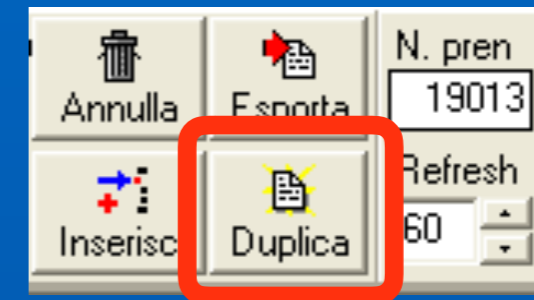 Annulla
Esporta
N. pren
19013
Inserisc
Duplica
Refresh
60